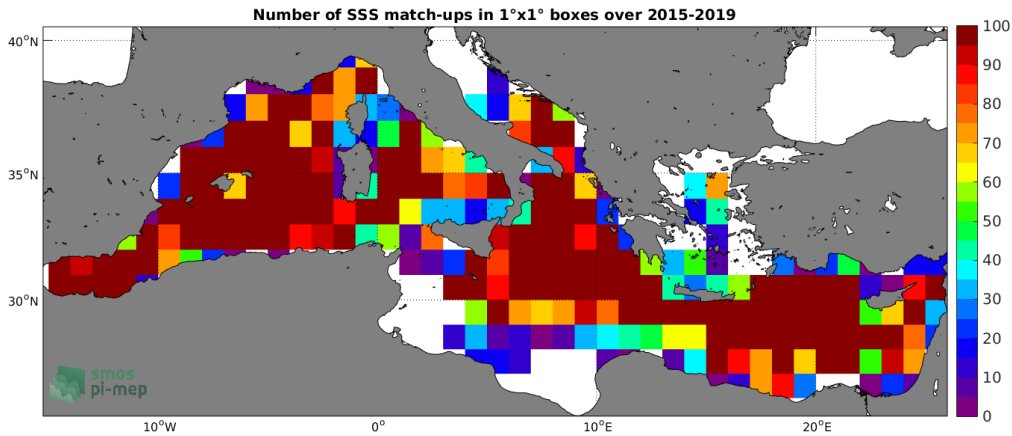 Number of SSS match-ups in 1°x1° boxes over 2015-2019
40°N
35°N
30°N
10°W
0°
10°E
20°E
100
90
80
70
60
50
40
30
20
10
0
smos
pi-mep